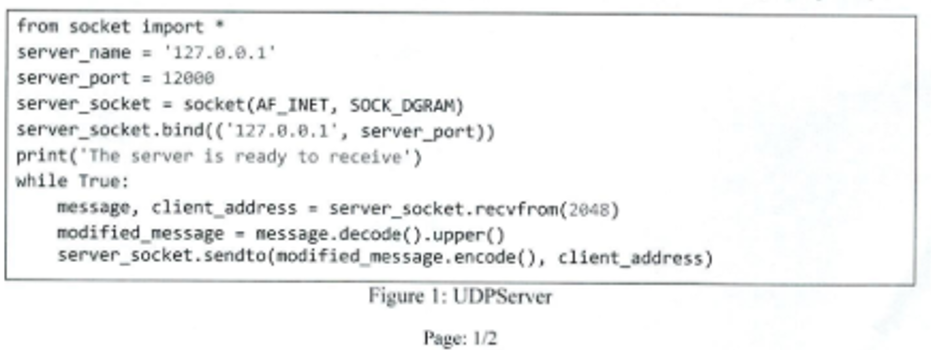 from socket import *
server_name = '127.0.0.1'
server_port = 12000
server_socket = socket(AF_INET, SOCK_DGRAM)
server_socket.bind(('127.0.0.1', server_port))
print('The server is ready to receive')
while True:
    message, client_address = server_socket.recvfrom(2048)
    modified_message = message.decode().upper()
    server_socket.sendto(modified_message.encode(), client_address)
Figure 1: UDPServer
Page: 1/2